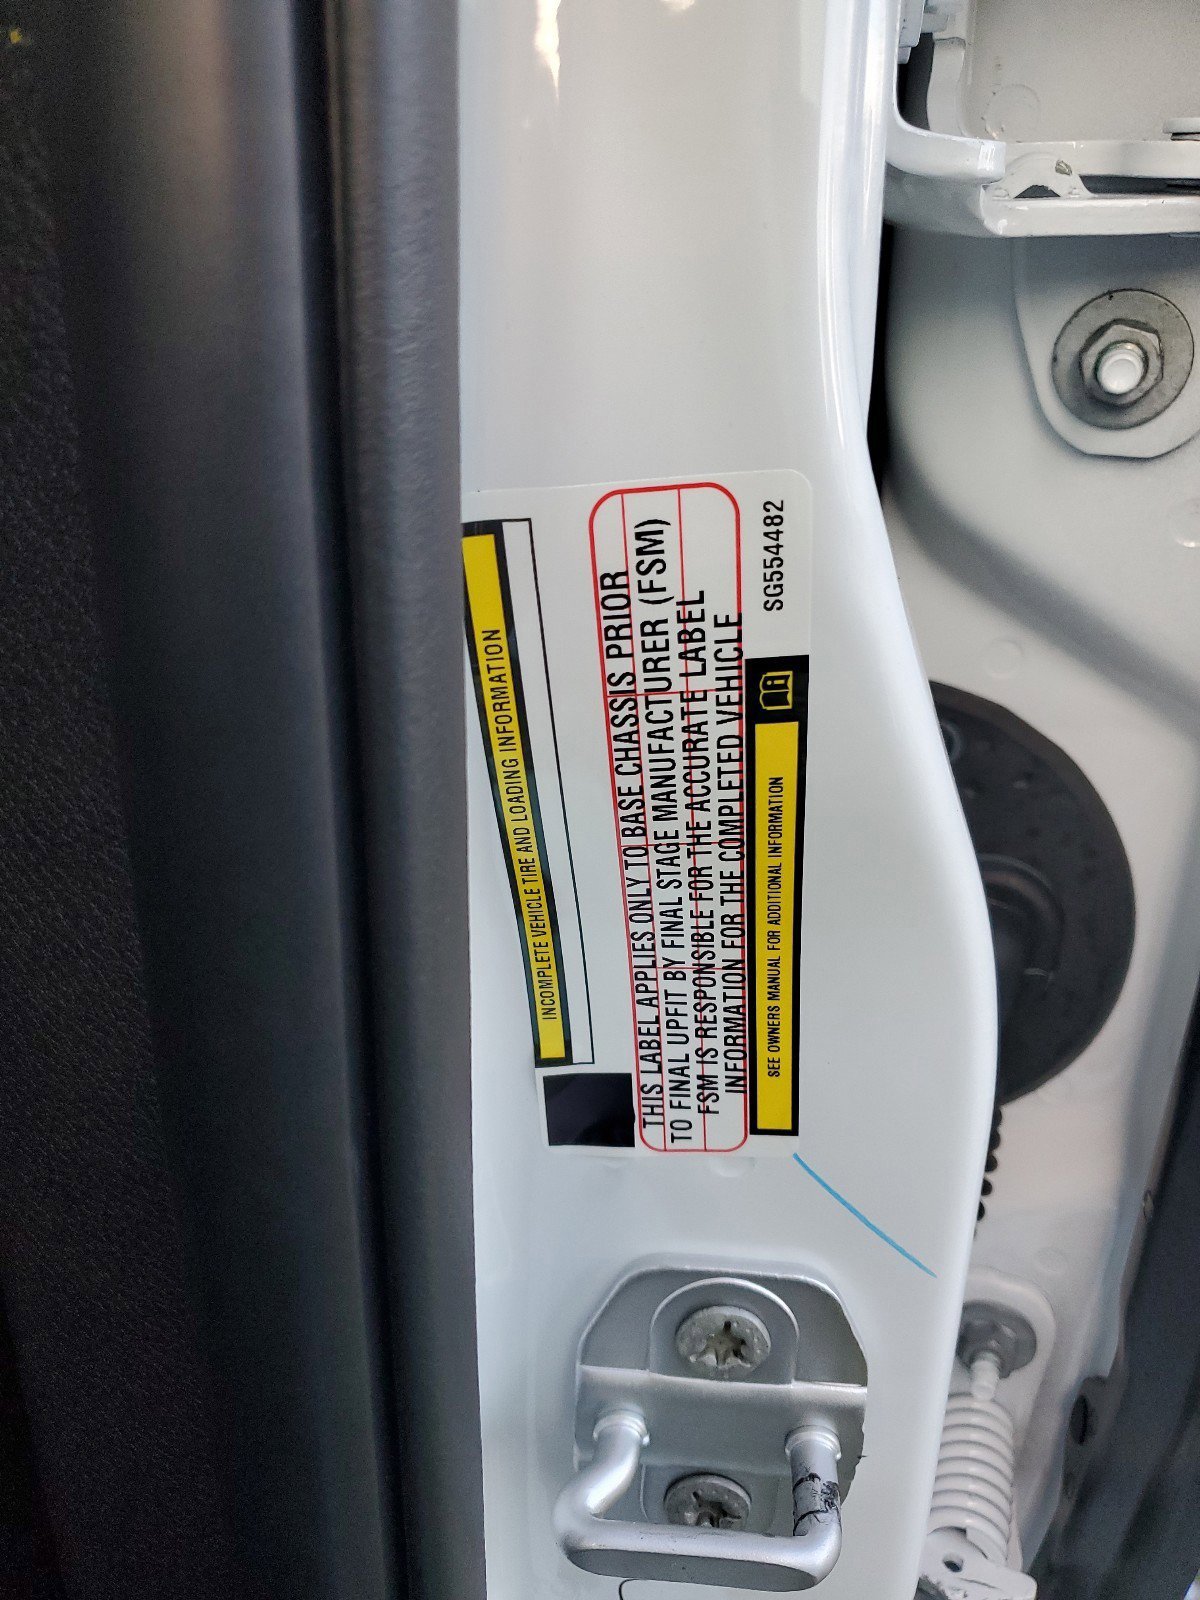 INCOMPLETE VEHICLE TIRE AND LOADING INFORMATION
THIS LABEL APPLIES ONLY TO BASE CHASSIS PRIOR
TO FINAL UPFIT BY FINAL STAGE MANUFACTURER (FSM)
FSM IS RESPONSIBLE FOR THE ACCURATE LABEL
INFORMATION FOR THE COMPLETED VEHICLE
SEE OWNERS MANUAL FOR ADDITIONAL INFORMATION
SG554482